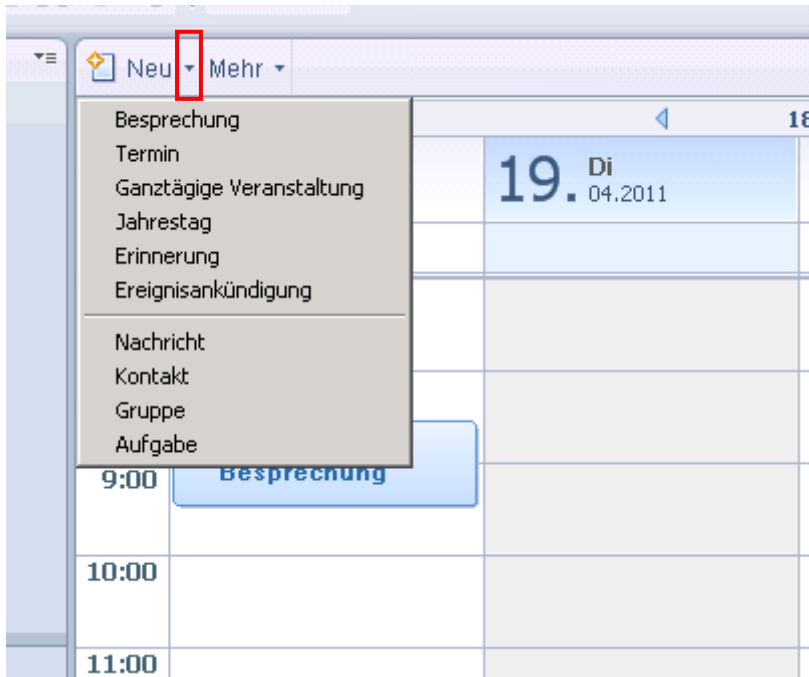 Neu Mehr
Besprechung
Termin
Ganztägige Veranstaltung
Jahrestag
Erinnerung
Ereignisankündigung
Nachricht
Kontakt
Gruppe
Aufgabe
18
19. Di
04.2011
Besprechung
9:00
10:00
11:00